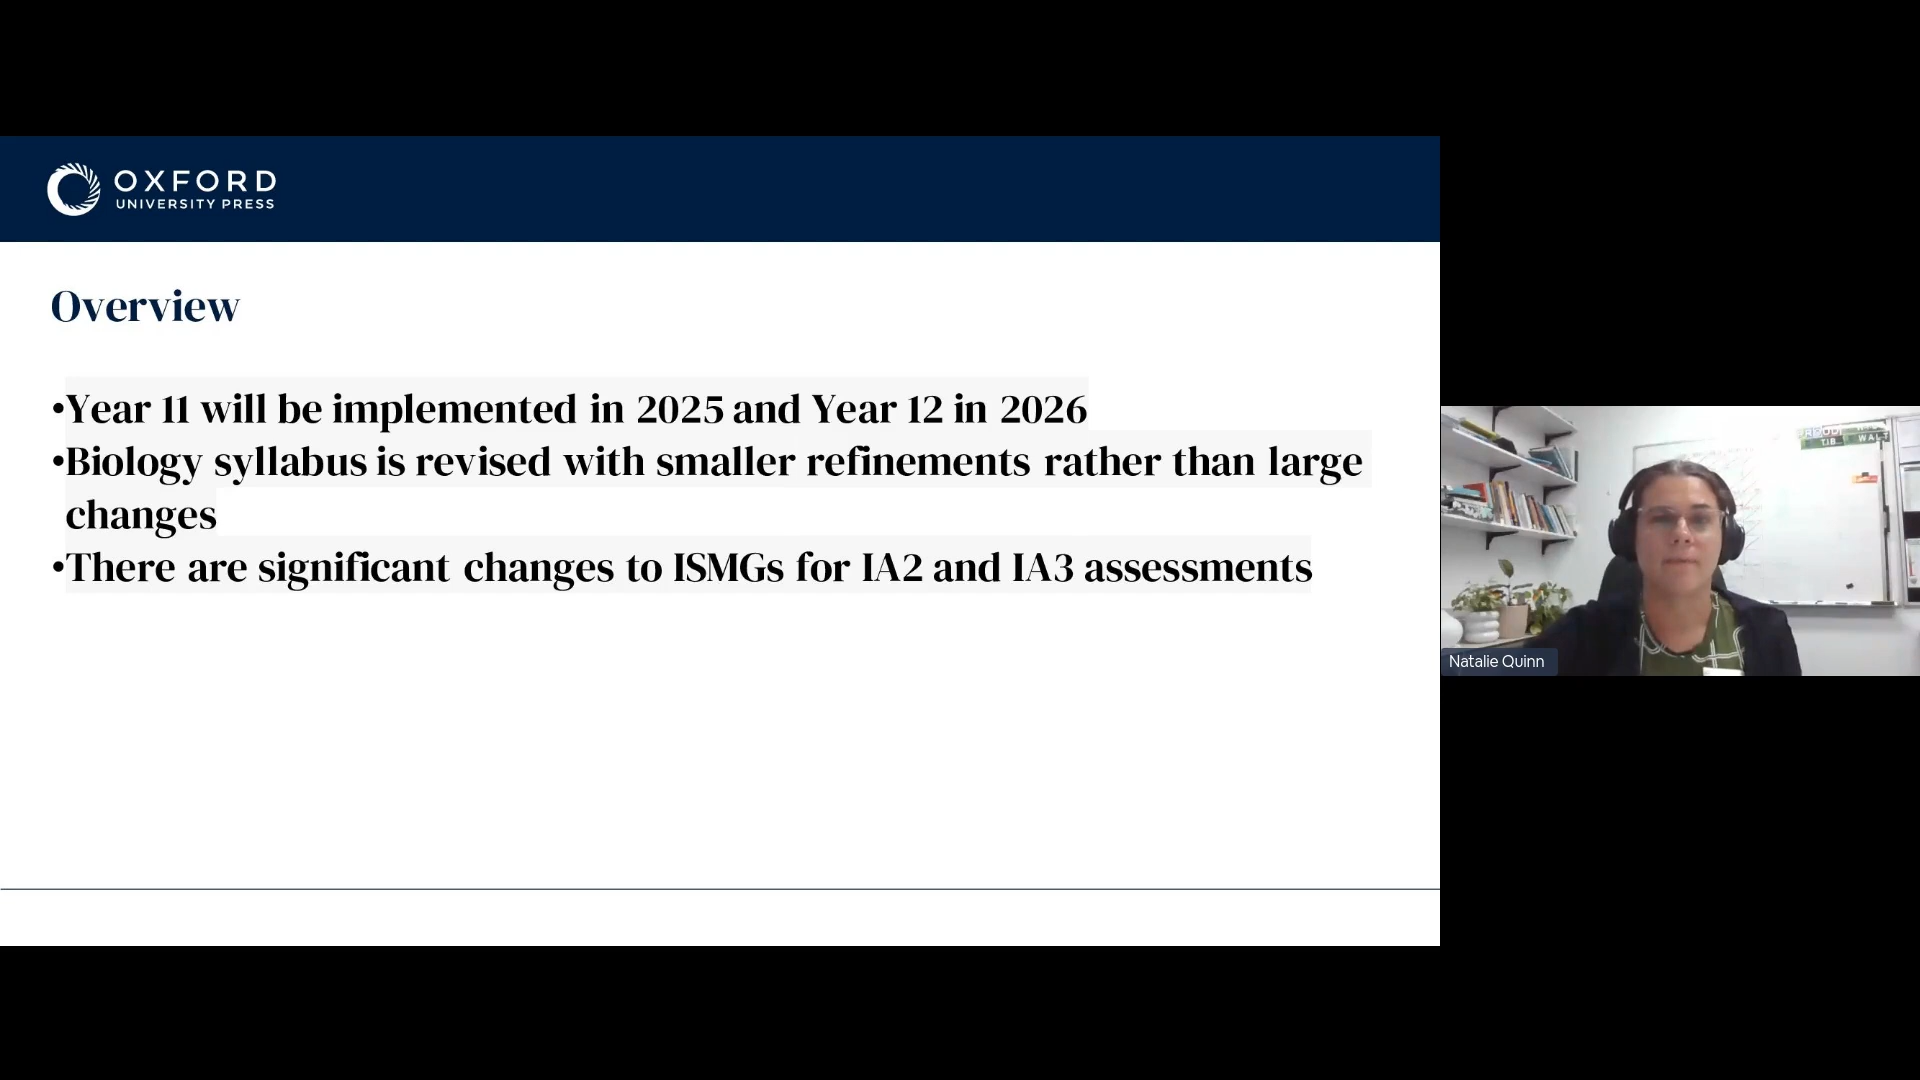 OXFORD
UNIVERSITY PRESS
Overview
•Year 11 will be implemented in 2025 and Year 12 in 2026
•Biology syllabus is revised with smaller refinements rather than large
changes
•There are significant changes to ISMGs for IA2 and IA3 assessments
TIB
Natalie Quinn